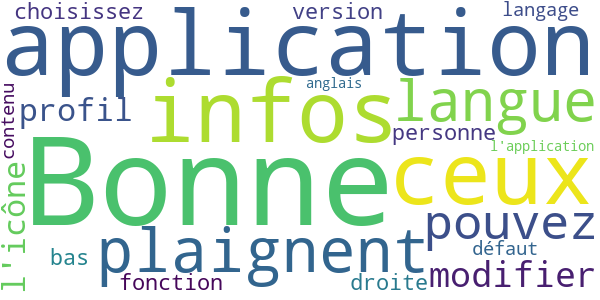 choisissez version langage
application
anglais
contenu profil infos langue
personne
l'application
Bonne ceux
l'icône plaignent pouvez
bas défaut
fonction droite modifier